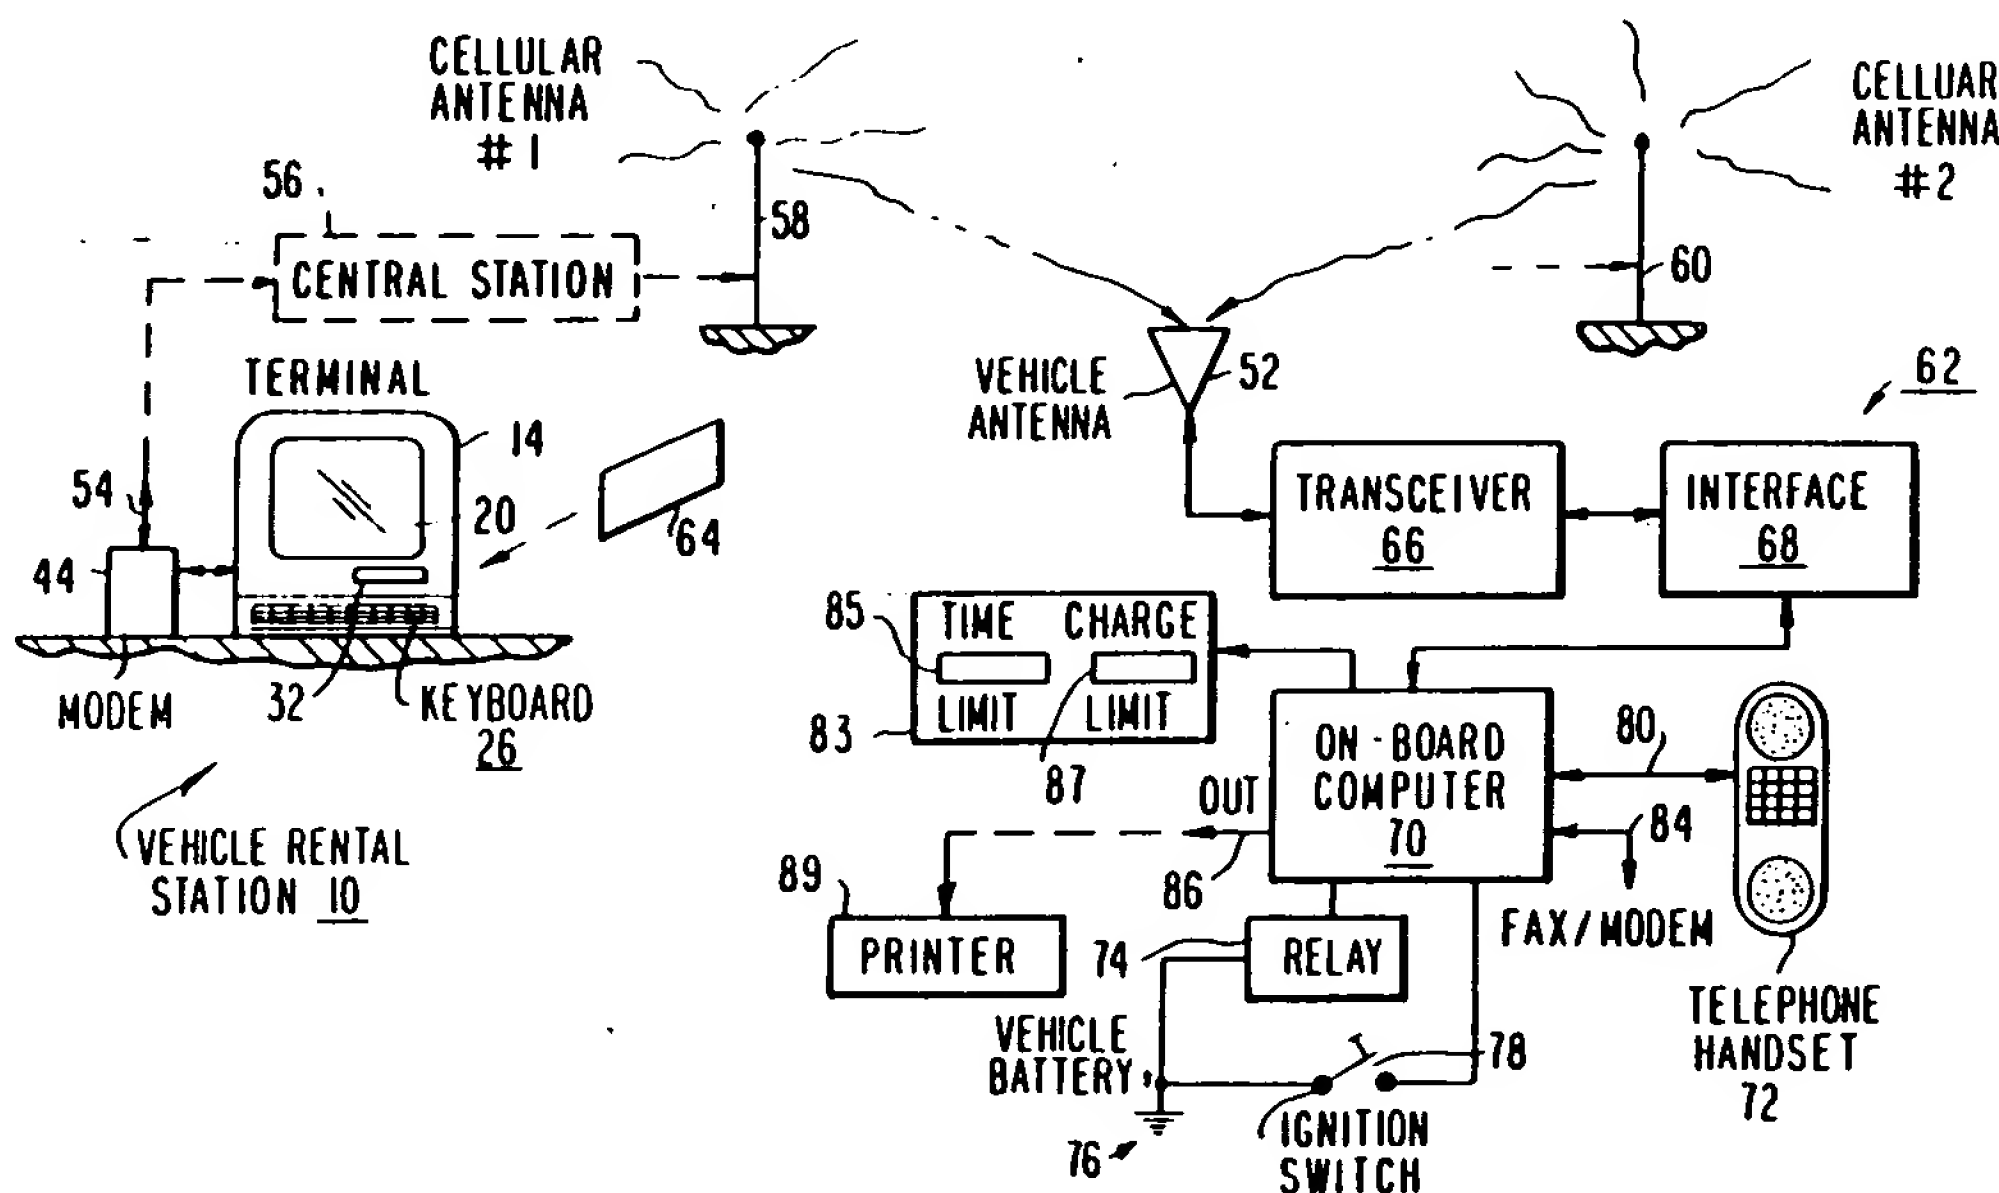 CELLULAR
ANTENNA
#1
CELLUAR
ANTENNA
#2
56
58
CENTRAL STATION
60
TERMINAL
VEHICLE
ANTENNA
52
62
14
54
20
64
44
TRANSCEIVER
66
INTERFACE
68
85
TIME CHARGE
LIMIT LIMIT
83
87
MODEM
32
KEYBOARD
26
ON-BOARD
COMPUTER
70
80
OUT
84
VEHICLE RENTAL
STATION 10
89
86
PRINTER
74
RELAY
FAX/MODEM
VEHICLE
BATTERY
78
TELEPHONE
HANDSET
72
76
IGNITION
SWITCH